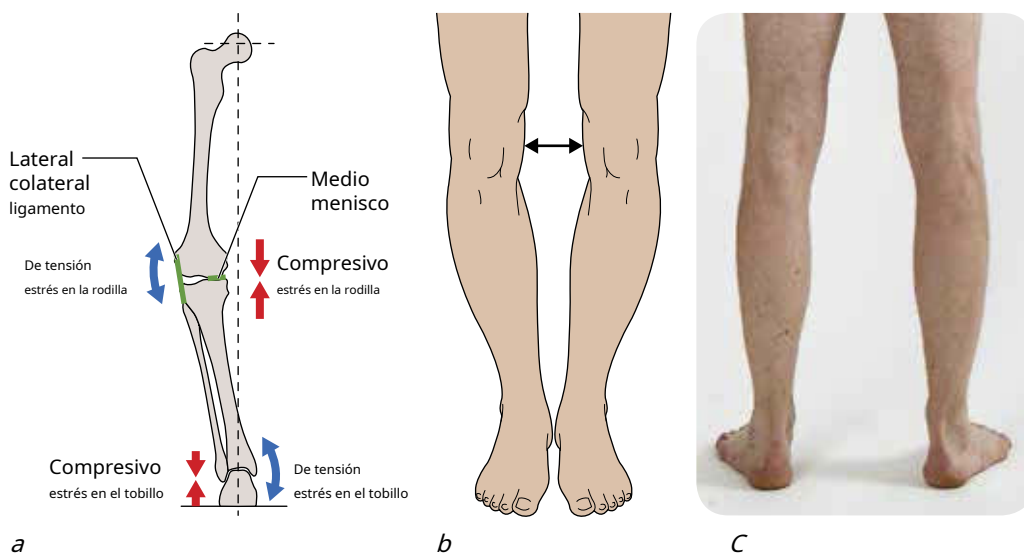 Lateral
colateral
ligamento
Medio
menisco
De tensión
estrés en la rodilla
Compresivo
estrés en la rodilla
Compresivo
estrés en el tobillo
De tensión
estrés en el tobillo
a
b
C